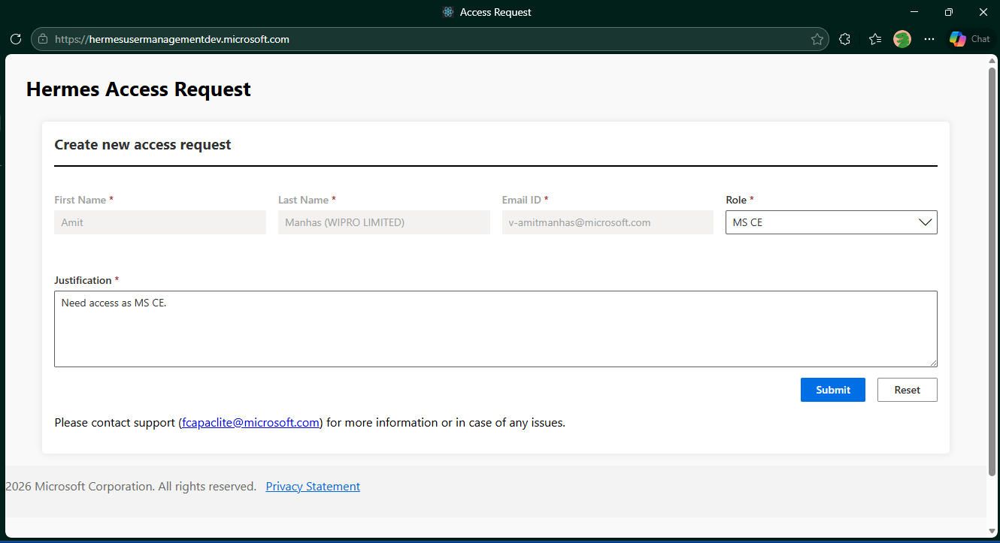 Access Request
https://hermesusermanagementdev.microsoft.com
Chat
Hermes Access Request
Create new access request
First Name *
Last Name *
Email ID *
Role *
Amit
Manhas (WIPRO LIMITED)
v-amitmanhas@microsoft.com
MS CE
Justification *
Need access as MS CE.
Submit
Reset
Please contact support (fcapaclite@microsoft.com) for more information or in case of any issues.
2026 Microsoft Corporation. All rights reserved. Privacy Statement